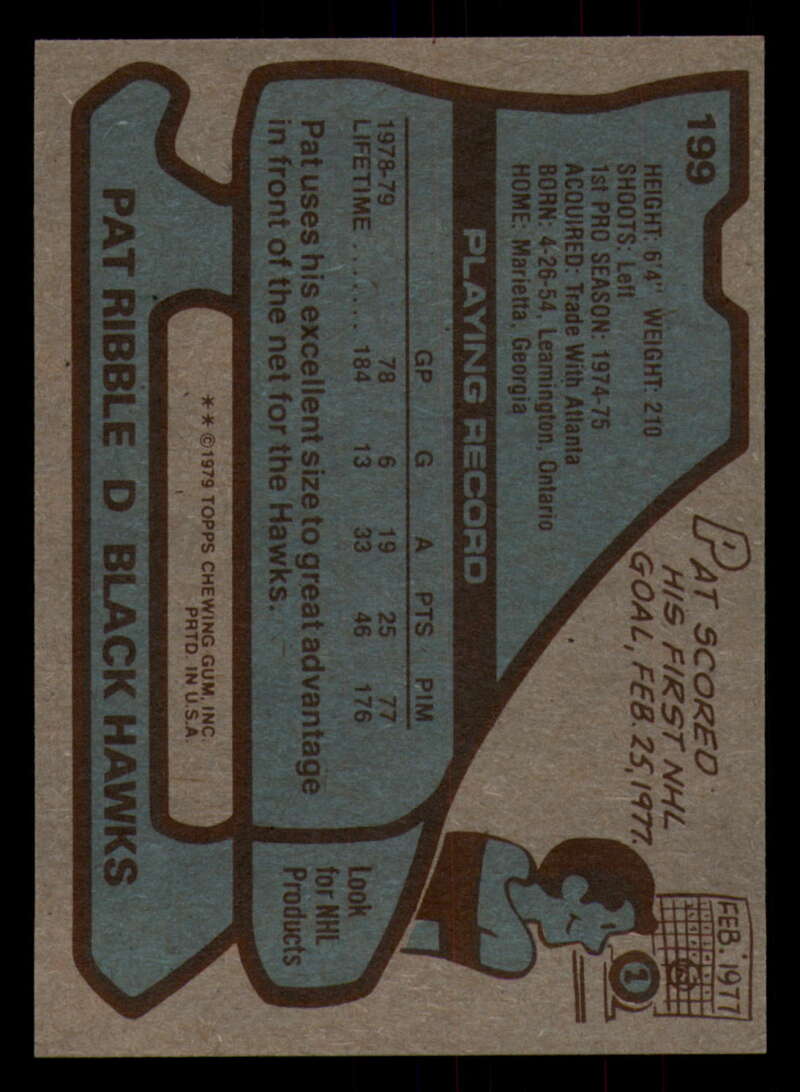 199
HEIGHT: 6'4" WEIGHT: 210
SHOOTS: Left
1st PRO SEASON: 1974-75
ACQUIRED: Trade With Atlanta
BORN: 4-26-54, Leamington, Ontario
HOME: Marietta, Georgia
PAT SCORED
HIS FIRST NHL
GOAL, FEB. 25, 1977.
FEB. 1977
1
PLAYING RECORD
GP G A PTS PIM
1978-79 78 6 19 25 77
LIFETIME ........ 184 13 33 46 176
Pat uses his excellent size to great advantage
in front of the net for the Hawks.
Look
for NHL
Products
** ©1979 TOPPS CHEWING GUM, INC.
PRTD. IN U.S.A.
PAT RIBBLE D BLACK HAWKS